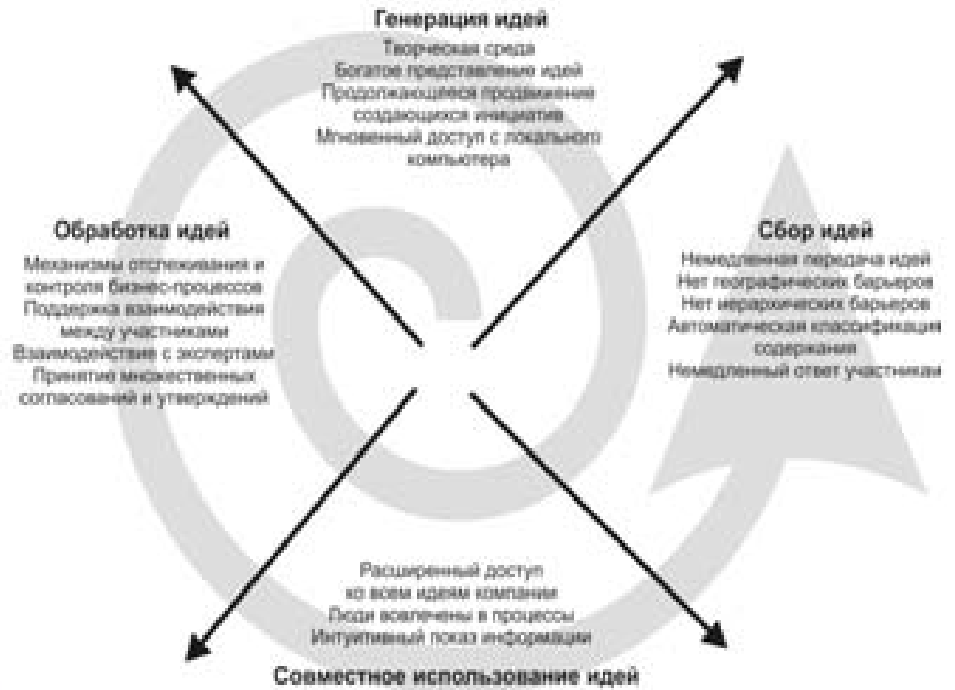 Генерация идей
Творческая среда
Богатое представление идей
Продолжающееся продвижение
создающихся инициатив
Мгновенный доступ с локального
компьютера
Обработка идей
Механизмы отслеживания и
контроля бизнес-процессов
Поддержка взаимодействия
между участниками
Взаимодействие с экспертами
Принятие множественных
согласований и утверждений
Сбор идей
Немедленная передача идей
Нет географических барьеров
Нет иерархических барьеров
Автоматическая классификация
содержания
Немедленный ответ участникам
Расширенный доступ
ко всем идеям компании
Люди вовлечены в процессы
Интуитивный показ информации
Совместное использование идей